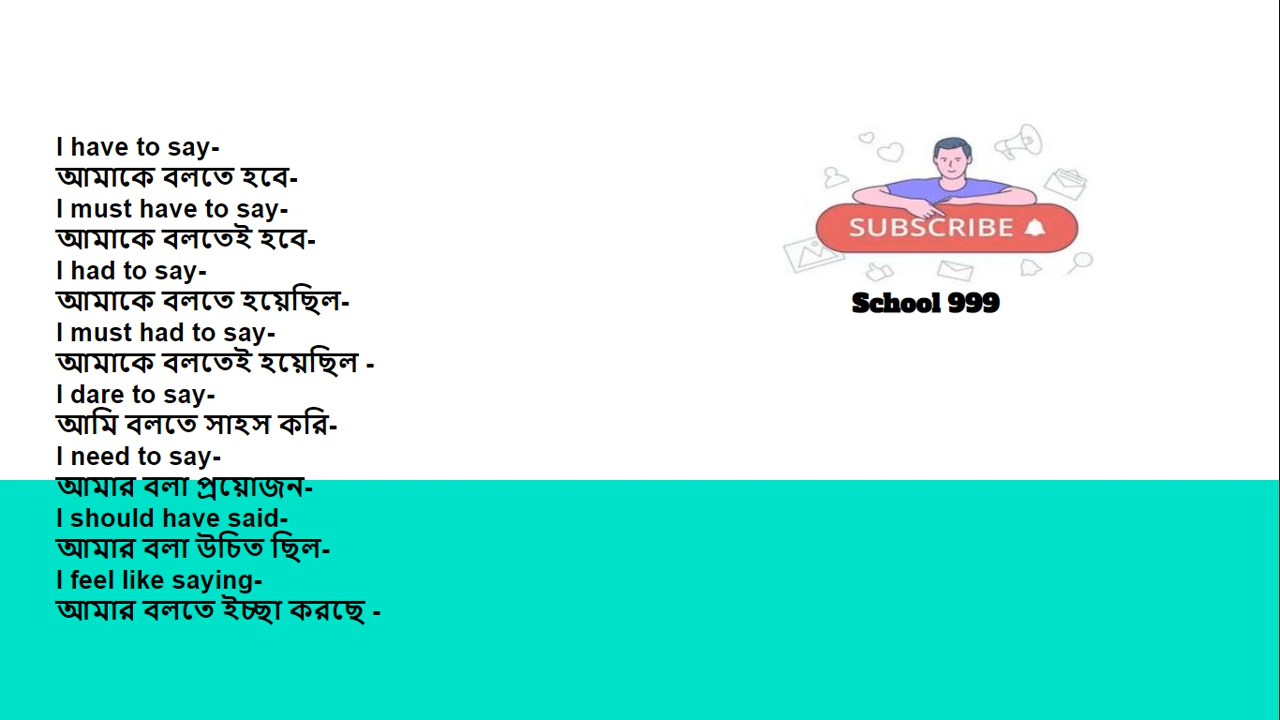 I have to say-
আমাকে বলতে হবে-
I must have to say-
আমাকে বলতেই হবে-
I had to say-
আমাকে বলতে হয়েছিল-
I must had to say-
আমাকে বলতেই হয়েছিল -
I dare to say-
আমি বলতে সাহস করি-
I need to say-
আমার বলা প্রয়োজন-
I should have said-
আমার বলা উচিত ছিল-
I feel like saying-
আমার বলতে ইচ্ছা করছে -
SUBSCRIBE
School 999